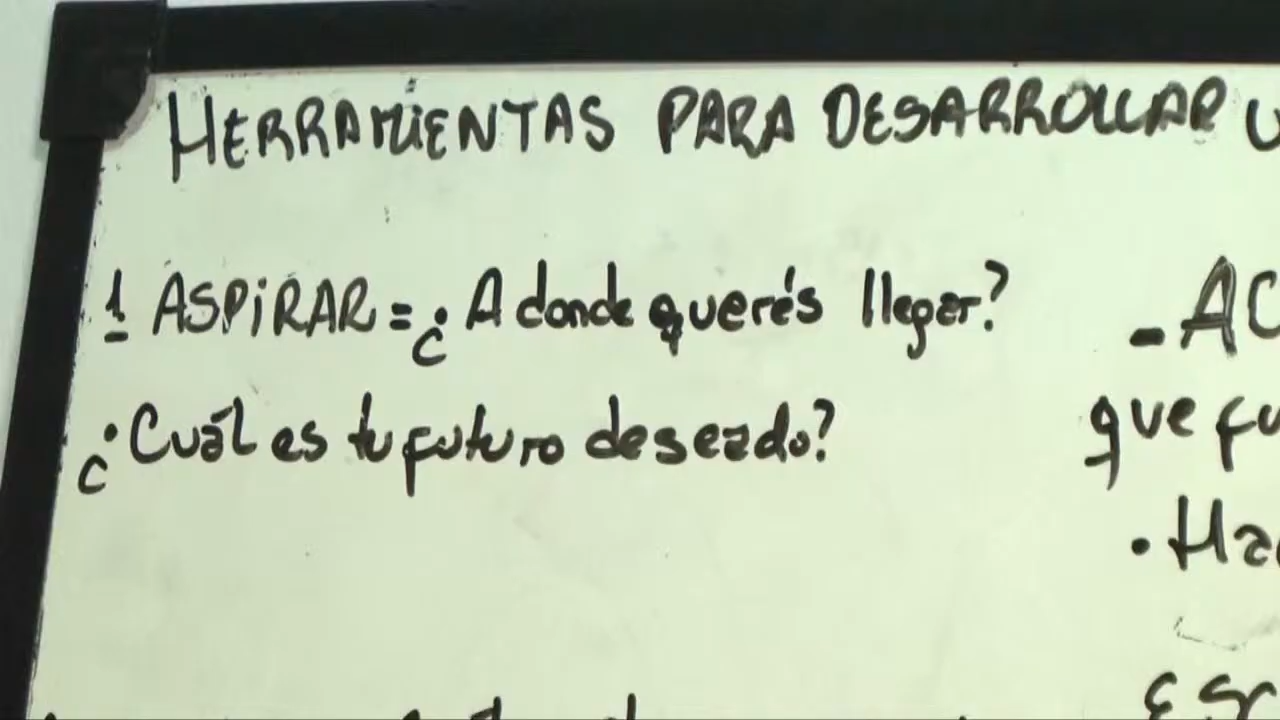 HERRAMIENTAS PARA DESARROLLAR
1 ASPIRAR = ¿A donde querés llegar?
¿Cuál es tu futuro deseado?
- AC
que fu
• Ha